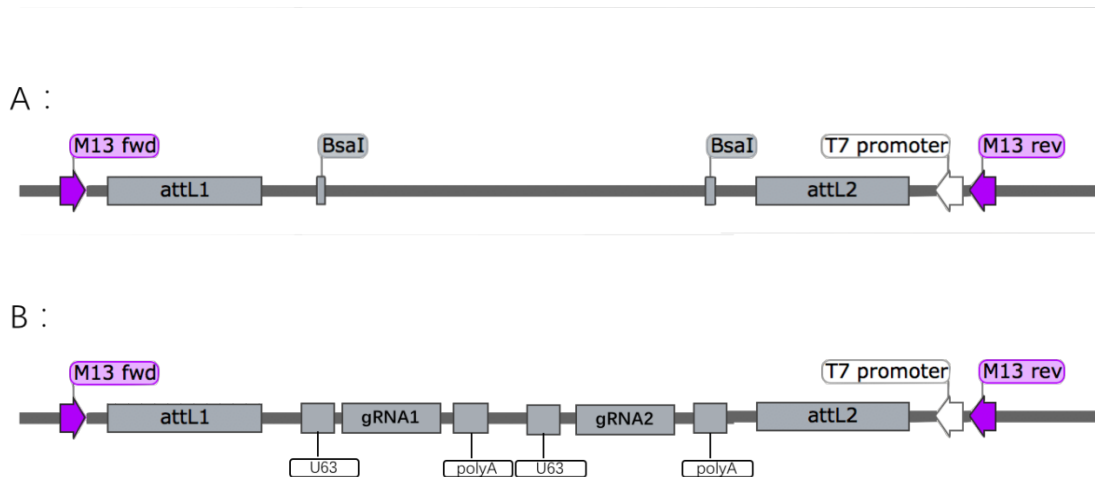 A：
M13 fwd
BsaI
BsaI
T7 promoter
M13 rev
attL1
attL2
B：
M13 fwd
T7 promoter
M13 rev
attL1
gRNA1
gRNA2
attL2
U63
polyA
U63
polyA